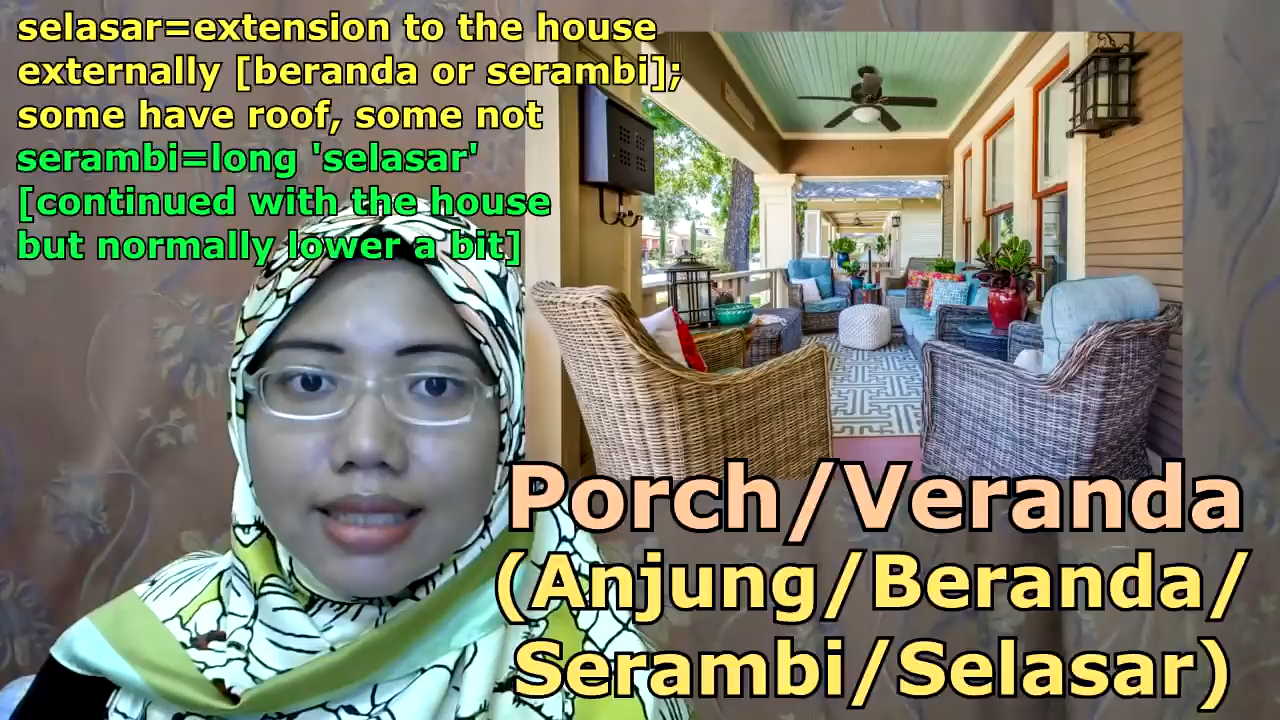 selasar=extension to the house
externally [beranda or serambi];
some have roof, some not
serambi=long 'selasar'
[continued with the house
but normally lower a bit]
Porch/Veranda
(Anjung/Beranda/
Serambi/Selasar)